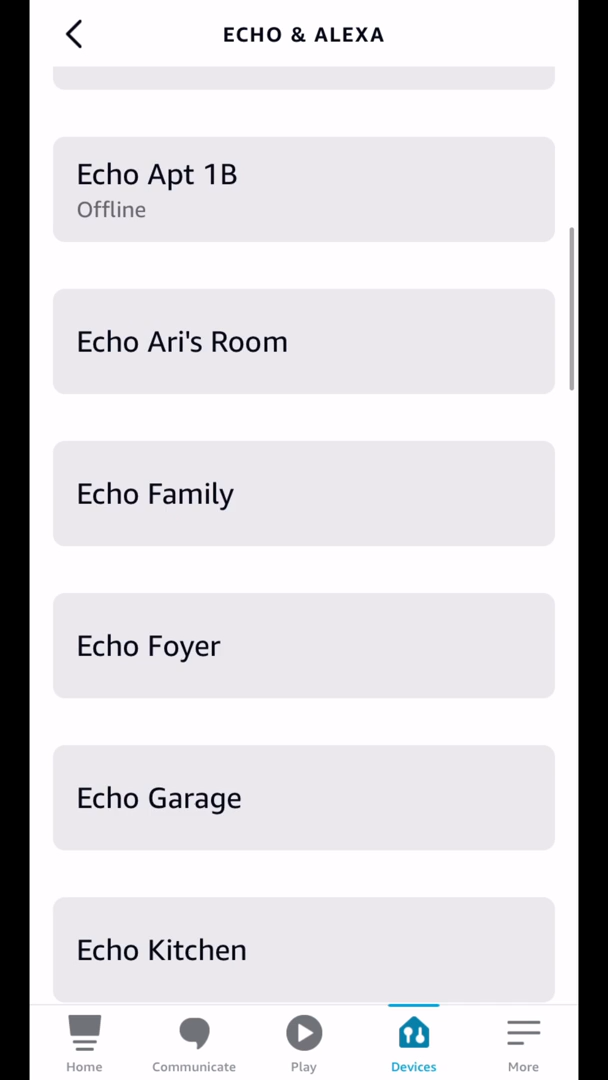 ECHO & ALEXA
Echo Apt 1B
Offline
Echo Ari's Room
Echo Family
Echo Foyer
Echo Garage
Echo Kitchen
Home Communicate Play Devices More